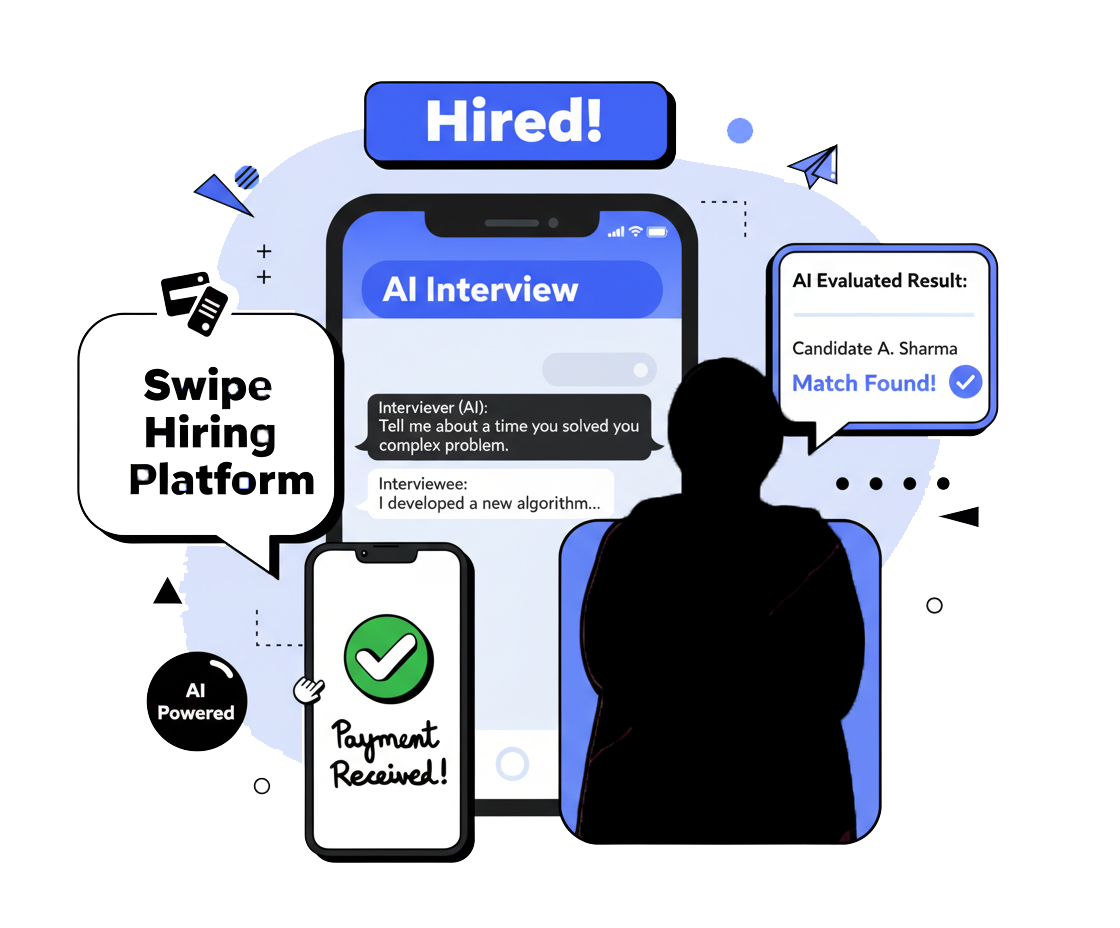 Hired!
AI Interview
AI Evaluated Result:
Candidate A. Sharma
Match Found!
Swipe
Hiring
Platform
Interviever (AI):
Tell me about a time you solved you
complex problem.
Interviewee:
I developed a new algorithm...
AI
Powered
Payment
Received!